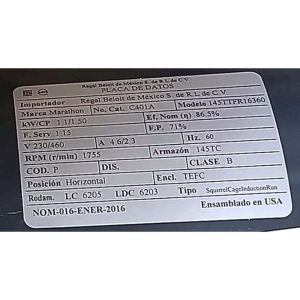 Regal Beloit de México S. de R.L. de C.V
PLACA DE DATOS
Importador Regal Beloit de México S. de R.L. de C.V.
Marca Marathon No. Cat. C401A Modelo 145TTFR16360
kW/CP. 1.1/1.50 Ef. 45(η) ⊗ 86.5%
F. Serv. 1.15 F.P. 71%
V 230/460 A 4.6/2.3 Hz. 60
RPM (r/min) 1755 Armazón 145TC
COD. P DIS. CLASE B
Posición Horizontal Encl. TEFC
Rodam. LC 6205 LDC 6203 Tipo SquirrelCageInductionRun
NOM-016-ENER-2016 Ensamblado en USA